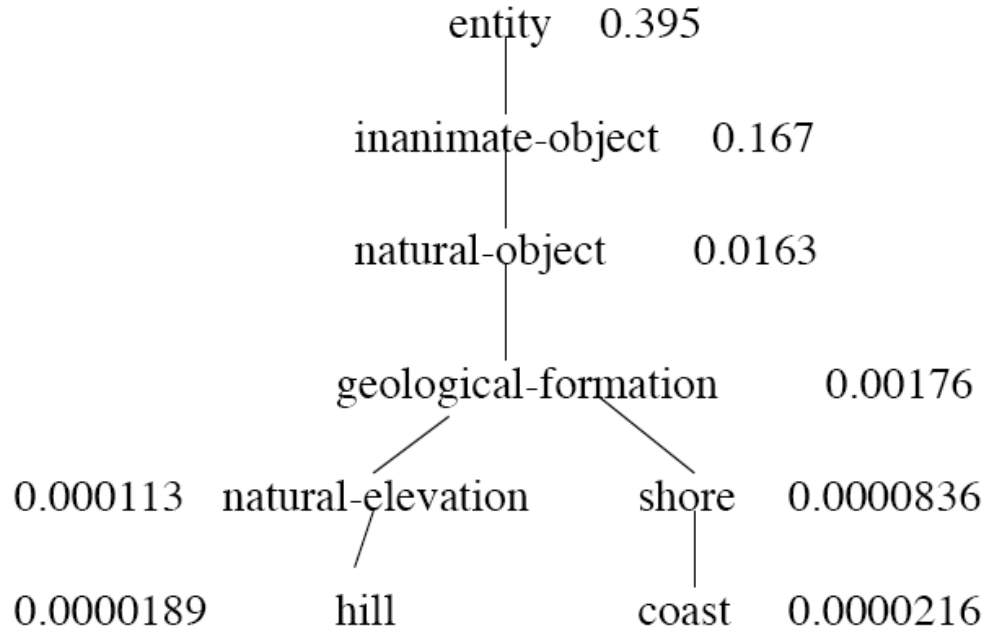 entity 0.395
inanimate-object 0.167
natural-object 0.0163
geological-formation 0.00176
0.000113 natural-elevation shore 0.0000836
0.0000189 hill coast 0.0000216